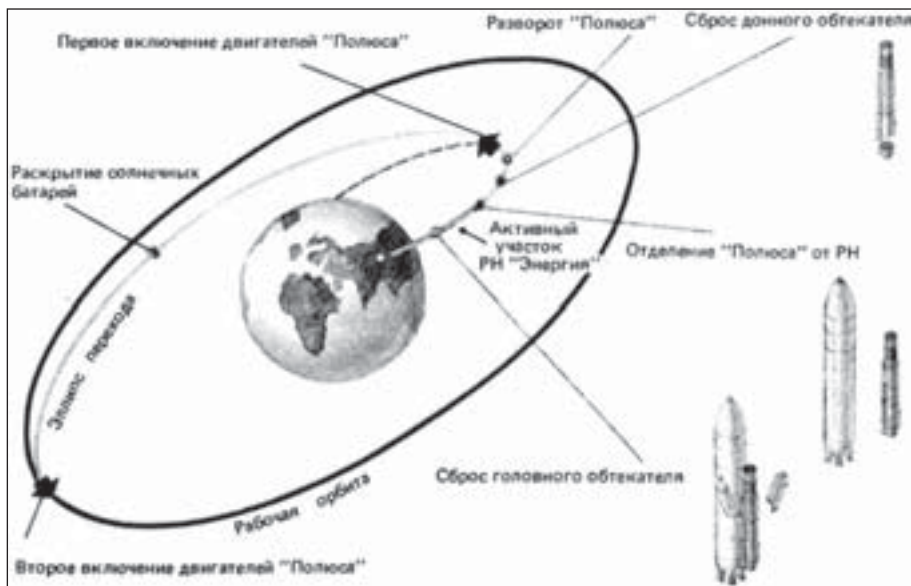 Разворот "Полюса"
Сброс донного обтекателя
Первое включение двигателей "Полюса"
Раскрытие солнечных
батарей
Активный
участок
РН "Энергия"
Отделение "Полюса" от РН
Эллипс перехода
Сброс головного обтекателя
Рабочая орбита
Второе включение двигателей "Полюса"